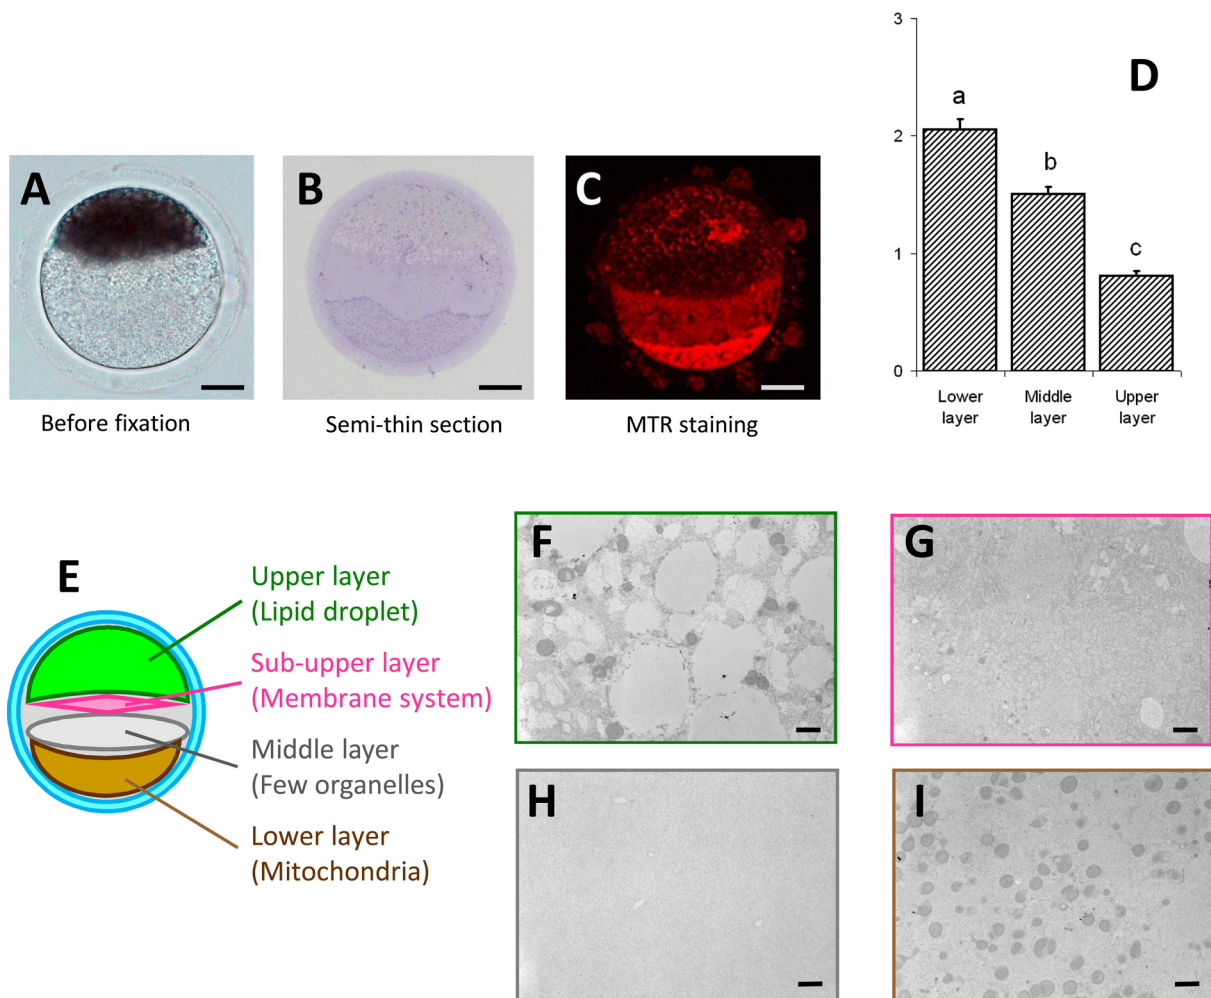 A
Before fixation
B
Semi-thin section
C
MTR staining
D
3
2
1
0
a
b
c
Lower
layer
Middle
layer
Upper
layer
E
Upper layer
(Lipid droplet)
Sub-upper layer
(Membrane system)
Middle layer
(Few organelles)
Lower layer
(Mitochondria)
F
G
H
I